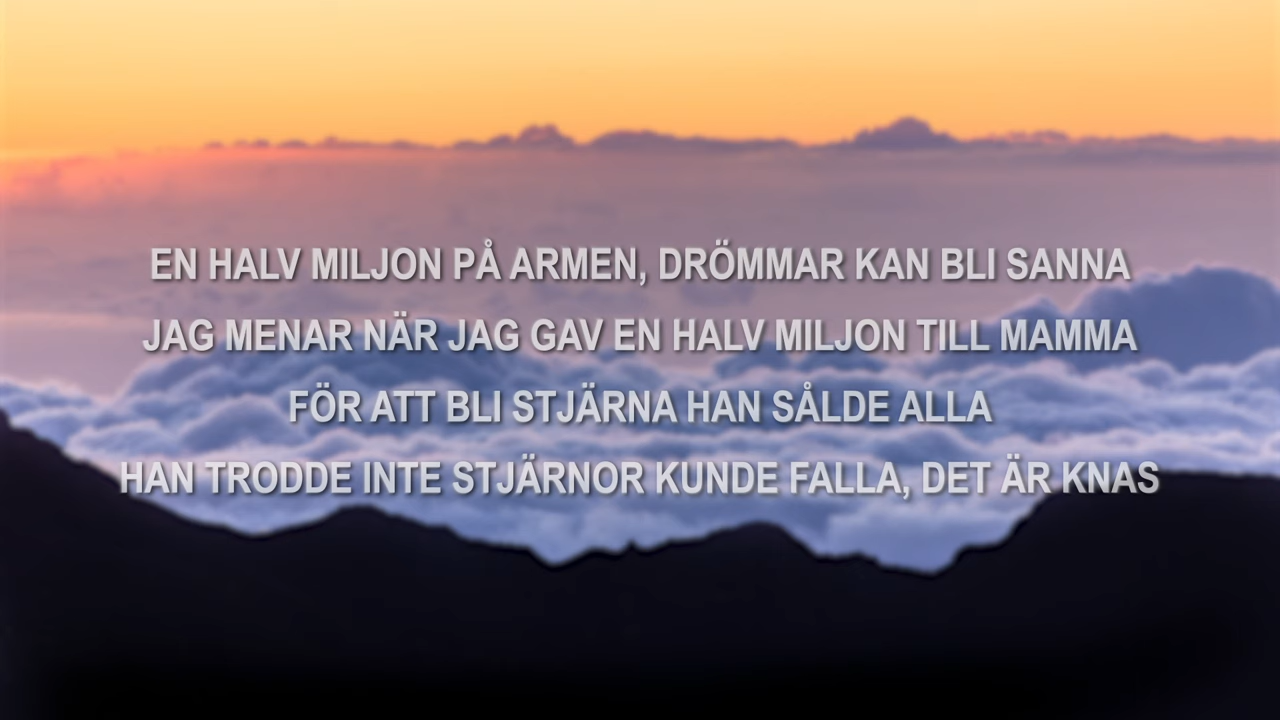 EN HALV MILJON PÅ ARMEN, DRÖMMAR KAN BLI SANNA
JAG MENAR NÄR JAG GAV EN HALV MILJON TILL MAMMA
FÖR ATT BLI STJÄRNA HAN SÅLDE ALLA
HAN TRODDE INTE STJÄRNOR KUNDE FALLA, DET ÄR KNAS